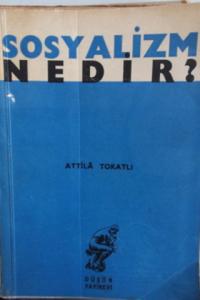 SOSYALİZM
NEDİR?
ATTİLÂ TOKATLI
DÜŞÜN
YAYINEVİ